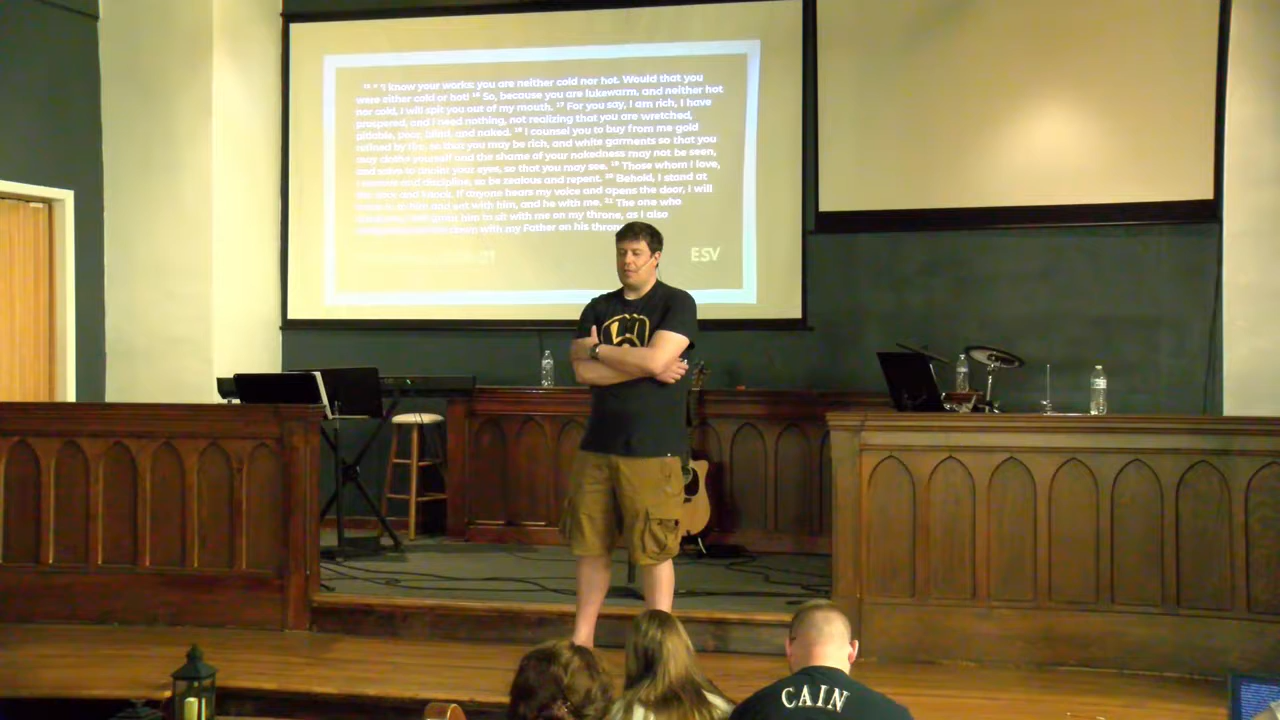 15 " 'I know your works: you are neither cold nor hot. Would that you
were either cold or hot! 16 So, because you are lukewarm, and neither hot
nor cold, I will spit you out of my mouth. 17 For you say, I am rich, I have
prospered, and I need nothing, not realizing that you are wretched,
pitiable, poor, blind, and naked. 18 I counsel you to buy from me gold
refined by fire, so that you may be rich, and white garments so that you
may clothe yourself and the shame of your nakedness may not be seen,
and salve to anoint your eyes, so that you may see. 19 Those whom I love,
I reprove and discipline, so be zealous and repent. 20 Behold, I stand at
the door and knock. If anyone hears my voice and opens the door, I will
him and eat with him, and he with me. 21 The one who
him to sit with me on my throne, as I also
down with my Father on his throne
21
ESV
CAIN